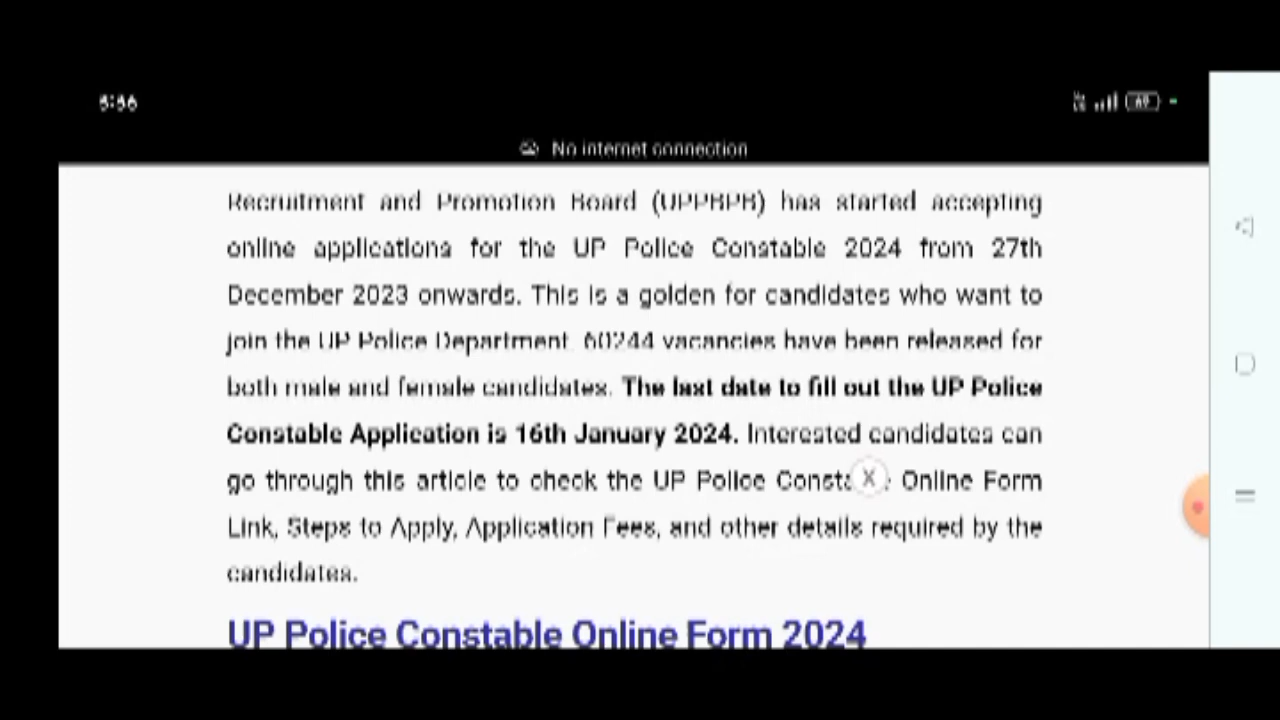 5:56
No internet connection
Recruitment and Promotion Board (UPPBPB) has started accepting
online applications for the UP Police Constable 2024 from 27th
December 2023 onwards. This is a golden for candidates who want to
join the UP Police Department. 60244 vacancies have been released for
both male and female candidates. The last date to fill out the UP Police
Constable Application is 16th January 2024. Interested candidates can
go through this article to check the UP Police Online Form
Link, Steps to Apply, Application Fees, and other details required by the
candidates.
UP Police Constable Online Form 2024